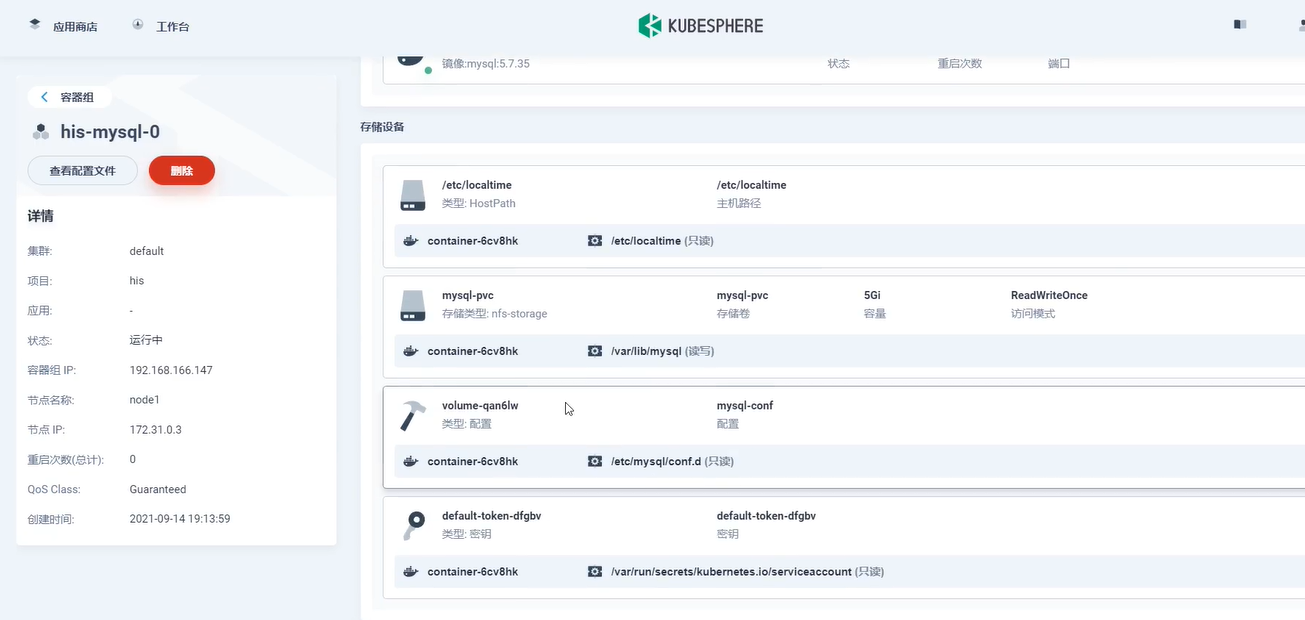 应用商店
工作台
KUBESPHERE
容器组
his-mysql-0
查看配置文件
删除
详情
集群: default
项目: his
应用: -
状态: 运行中
容器组 IP: 192.168.166.147
节点名称: node1
节点 IP: 172.31.0.3
重启次数(总计): 0
QoS Class: Guaranteed
创建时间: 2021-09-14 19:13:59
镜像:mysql:5.7.35 状态 重启次数 端口
存储设备
/etc/localtime /etc/localtime
类型: HostPath 主机路径
container-6cv8hk /etc/localtime (只读)
mysql-pvc mysql-pvc 5Gi ReadWriteOnce
存储类型: nfs-storage 存储卷 容量 访问模式
container-6cv8hk /var/lib/mysql (读写)
volume-qan6lw mysql-conf
类型: 配置 配置
container-6cv8hk /etc/mysql/conf.d (只读)
default-token-dfgbv default-token-dfgbv
类型: 密钥 密钥
container-6cv8hk /var/run/secrets/kubernetes.io/serviceaccount (只读)